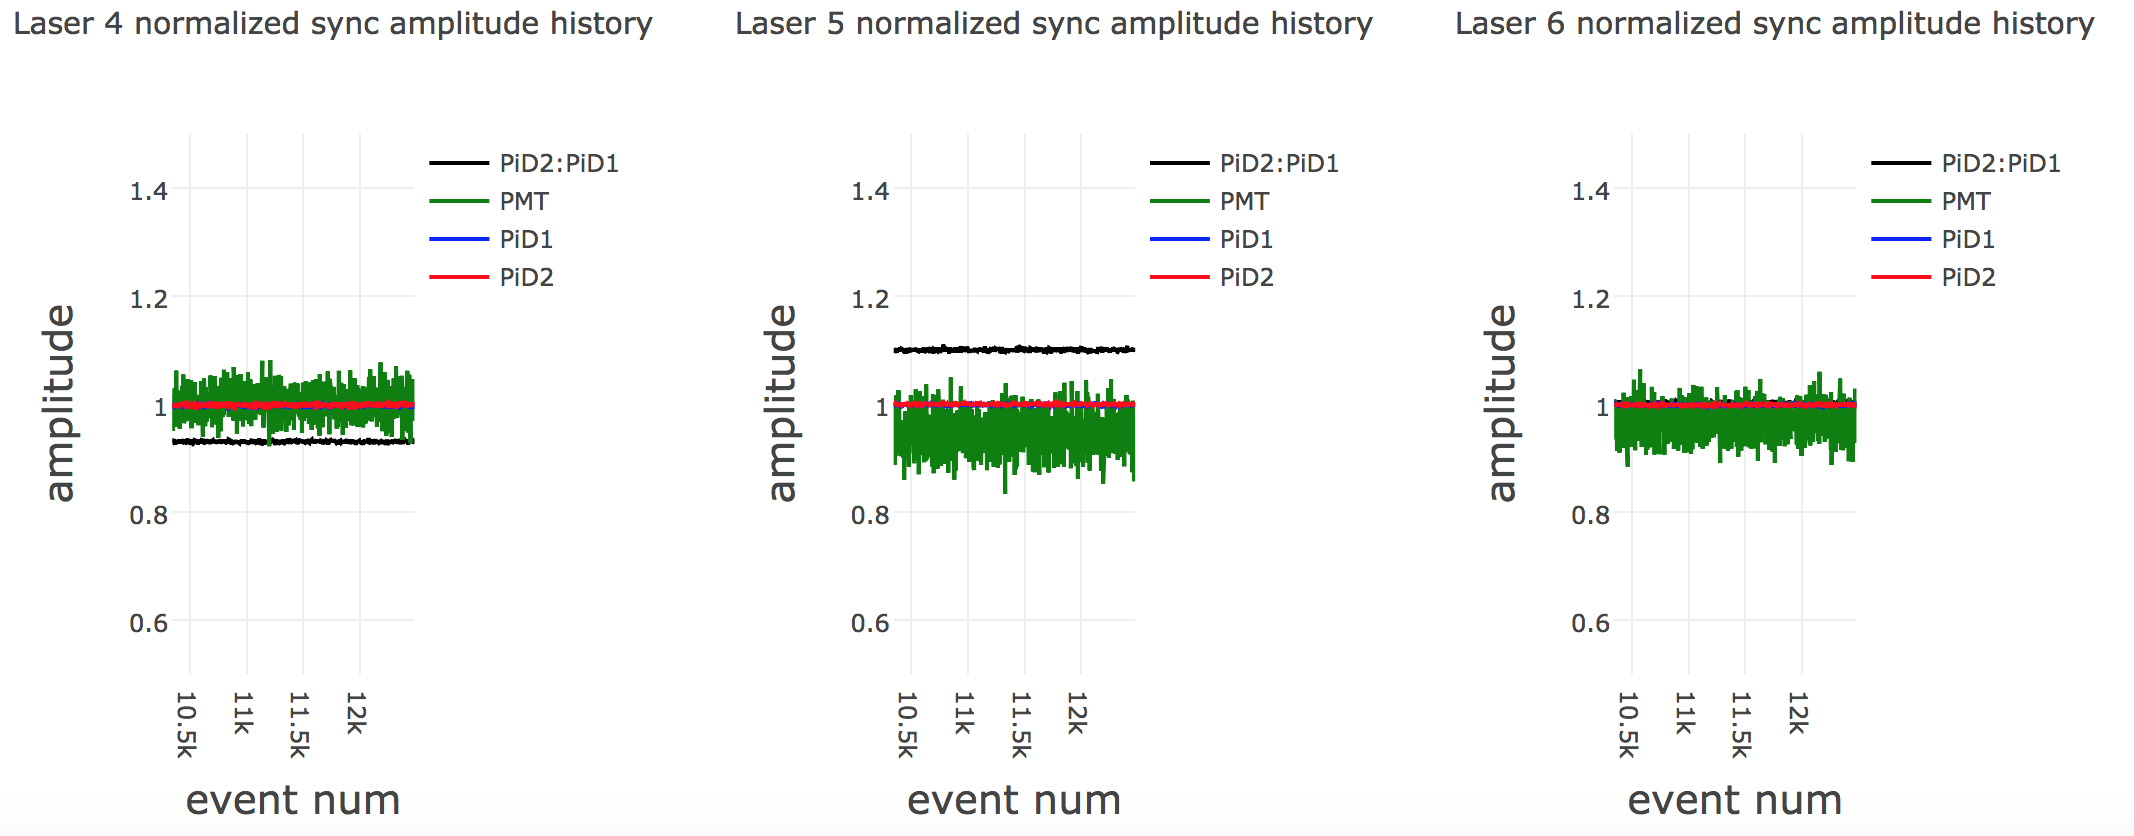 Laser 4 normalized sync amplitude history
PiD2:PiD1
PMT
PiD1
PiD2
1.4
1.2
1
0.8
0.6
amplitude
10.5k
11k
11.5k
12k
event num
Laser 5 normalized sync amplitude history
PiD2:PiD1
PMT
PiD1
PiD2
1.4
1.2
1
0.8
0.6
amplitude
10.5k
11k
11.5k
12k
event num
Laser 6 normalized sync amplitude history
PiD2:PiD1
PMT
PiD1
PiD2
1.4
1.2
1
0.8
0.6
amplitude
10.5k
11k
11.5k
12k
event num